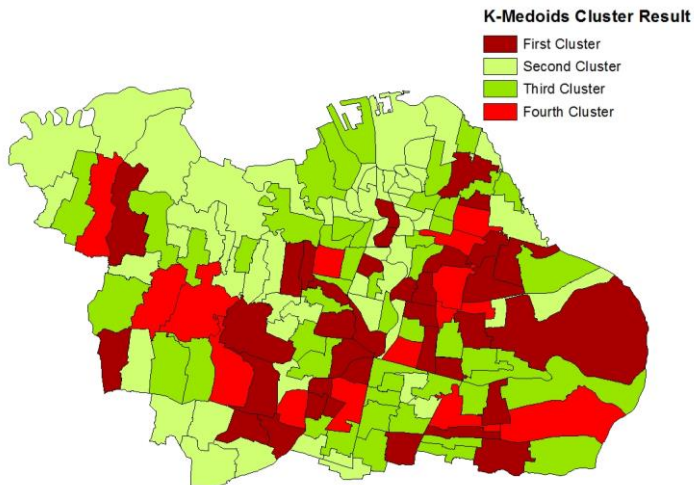 K-Medoids Cluster Result
First Cluster
Second Cluster
Third Cluster
Fourth Cluster